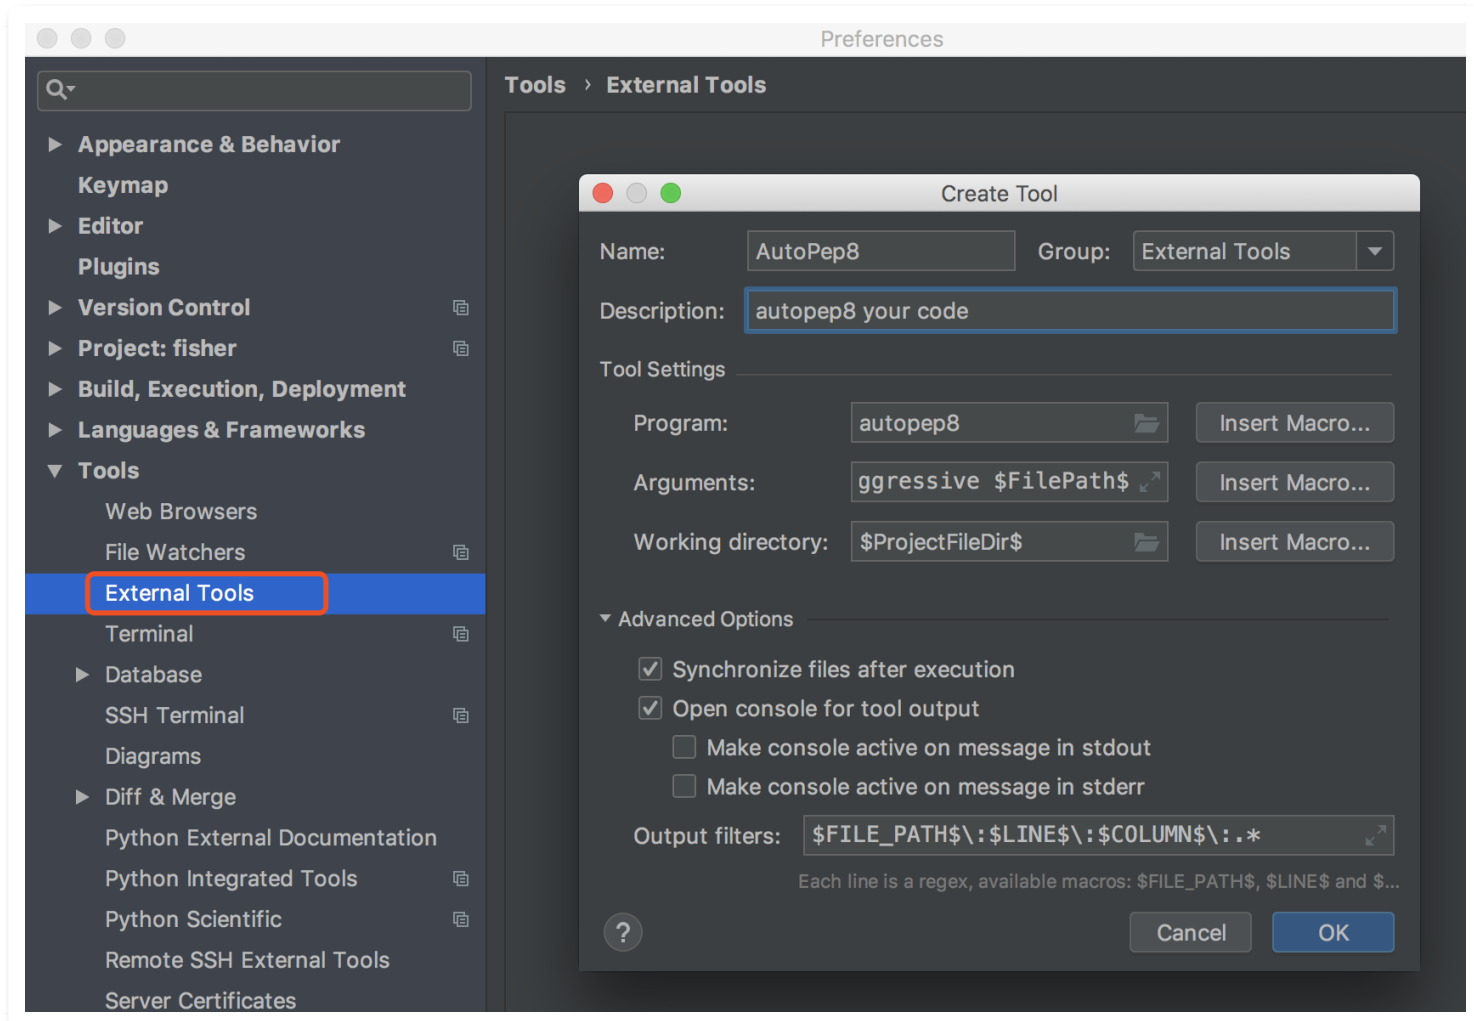 Preferences
Tools › External Tools
Appearance & Behavior
Keymap
Editor
Plugins
Version Control
Project: fisher
Build, Execution, Deployment
Languages & Frameworks
Tools
Web Browsers
File Watchers
External Tools
Terminal
Database
SSH Terminal
Diagrams
Diff & Merge
Python External Documentation
Python Integrated Tools
Python Scientific
Remote SSH External Tools
Server Certificates
Create Tool
Name: AutoPep8 Group: External Tools
Description: autopep8 your code
Tool Settings
Program: autopep8 Insert Macro...
Arguments: ggressive $FilePath$ Insert Macro...
Working directory: $ProjectFileDir$ Insert Macro...
Advanced Options
Synchronize files after execution
Open console for tool output
Make console active on message in stdout
Make console active on message in stderr
Output filters: $FILE_PATH$\:$LINE$\:$COLUMN$\:.*
Each line is a regex, available macros: $FILE_PATH$, $LINE$ and $...
? Cancel OK